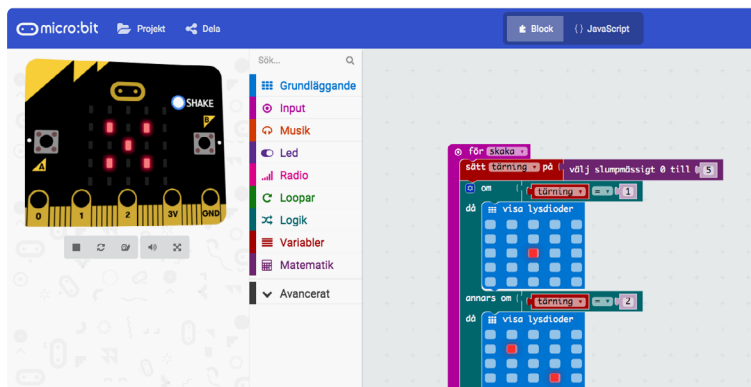 micro:bit Projekt Dela Block {} JavaScript
Sök...
SHAKE
B
A
0 1 2 3V GND
Grundläggande
Input
Musik
Led
Radio
Loopar
Logik
Variabler
Matematik
Avancerat
för skaka
sätt tärning på välj slumpmässigt 0 till 5
om tärning = 1
då visa lysdioder
annars om tärning = 2
då visa lysdioder